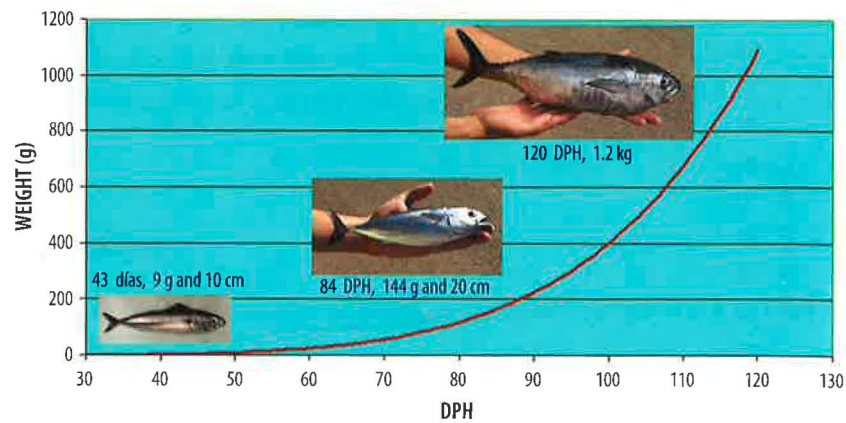 1200
1000
800
600
400
200
0
WEIGHT (g)
120 DPH, 1.2 kg
84 DPH, 144 g and 20 cm
43 días, 9 g and 10 cm
30 40 50 60 70 80 90 100 110 120 130
DPH